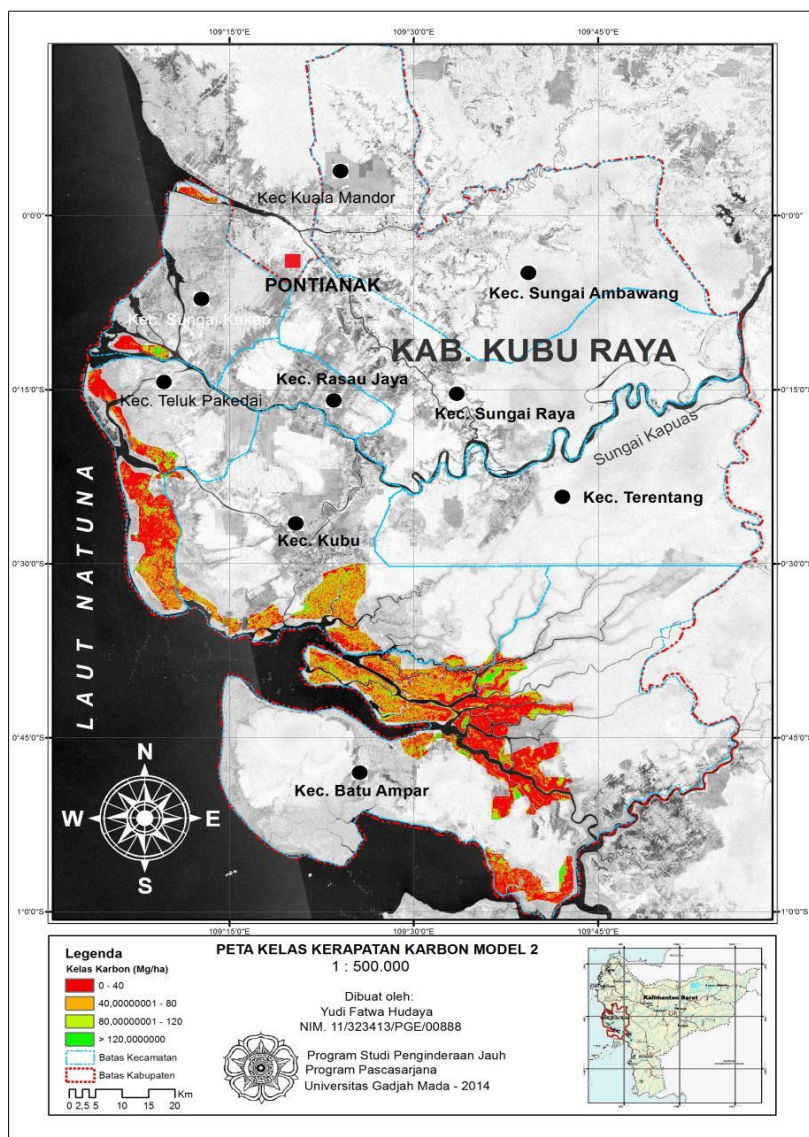 109°15'0"E 109°30'0"E 109°45'0"E
0°0'0"
0°15'0"S
0°30'0"S
0°45'0"S
1°0'0"S
Kec Kuala Mandor
0°0'0"
PONTIANAK
Kec. Sungai Ambawang
Kec. Sungai Kakap
KAB. KUBU RAYA
Kec. Rasau Jaya
Kec. Teluk Pakedai
Kec. Sungai Raya
0°15'0"S
Sungai Kapuas
Kec. Terentang
Kec. Kubu
LAUT NATUNA
0°30'0"S
0°45'0"S
N
W E
S
Kec. Batu Ampar
1°0'0"S
109°15'0"E 109°30'0"E 109°45'0"E
Legenda
Kelas Karbon (Mg/ha)
0 - 40
40,00000001 - 80
80,00000001 - 120
> 120,0000000
Batas Kecamatan
Batas Kabupaten
Km
0 2,5 5 10 15 20
PETA KELAS KERAPATAN KARBON MODEL 2
1 : 500.000
Dibuat oleh:
Yudi Fatwa Hudaya
NIM. 11/323413/PGE/00888
Program Studi Penginderaan Jauh
Program Pascasarjana
Universitas Gadjah Mada - 2014
Kalimantan Barat